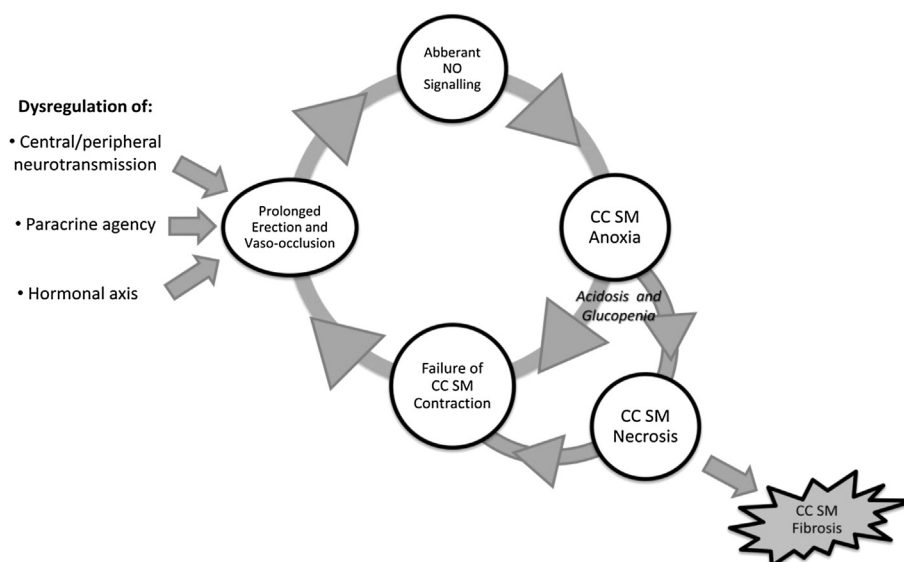 Abberant
NO
Signalling
Dysregulation of:
• Central/peripheral
neurotransmission
• Paracrine agency
• Hormonal axis
Prolonged
Erection and
Vaso-occlusion
CC SM
Anoxia
Acidosis and
Glucopenia
Failure of
CC SM
Contraction
CC SM
Necrosis
CC SM
Fibrosis